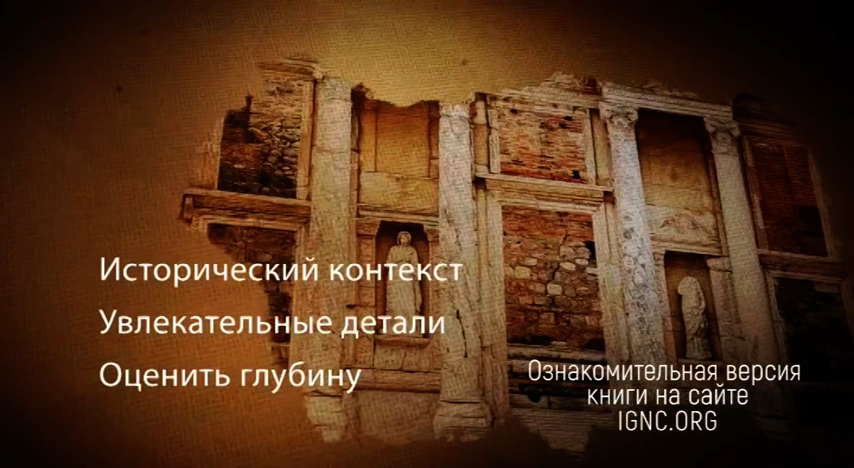 Исторический контекст
Увлекательные детали
Оценить глубину
Ознакомительная версия
книги на сайте
IGNC.ORG